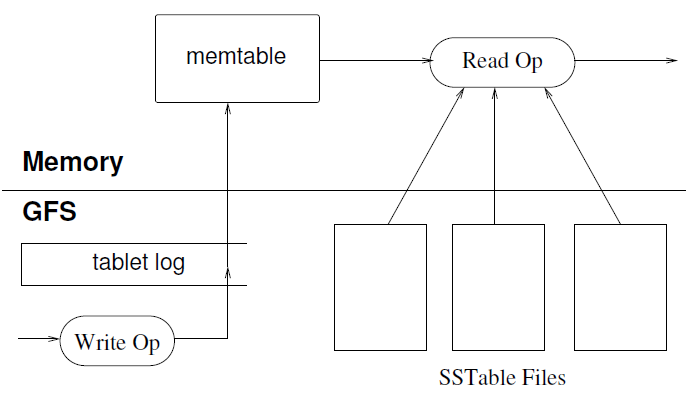 memtable
Read Op
Memory
GFS
tablet log
Write Op
SSTable Files